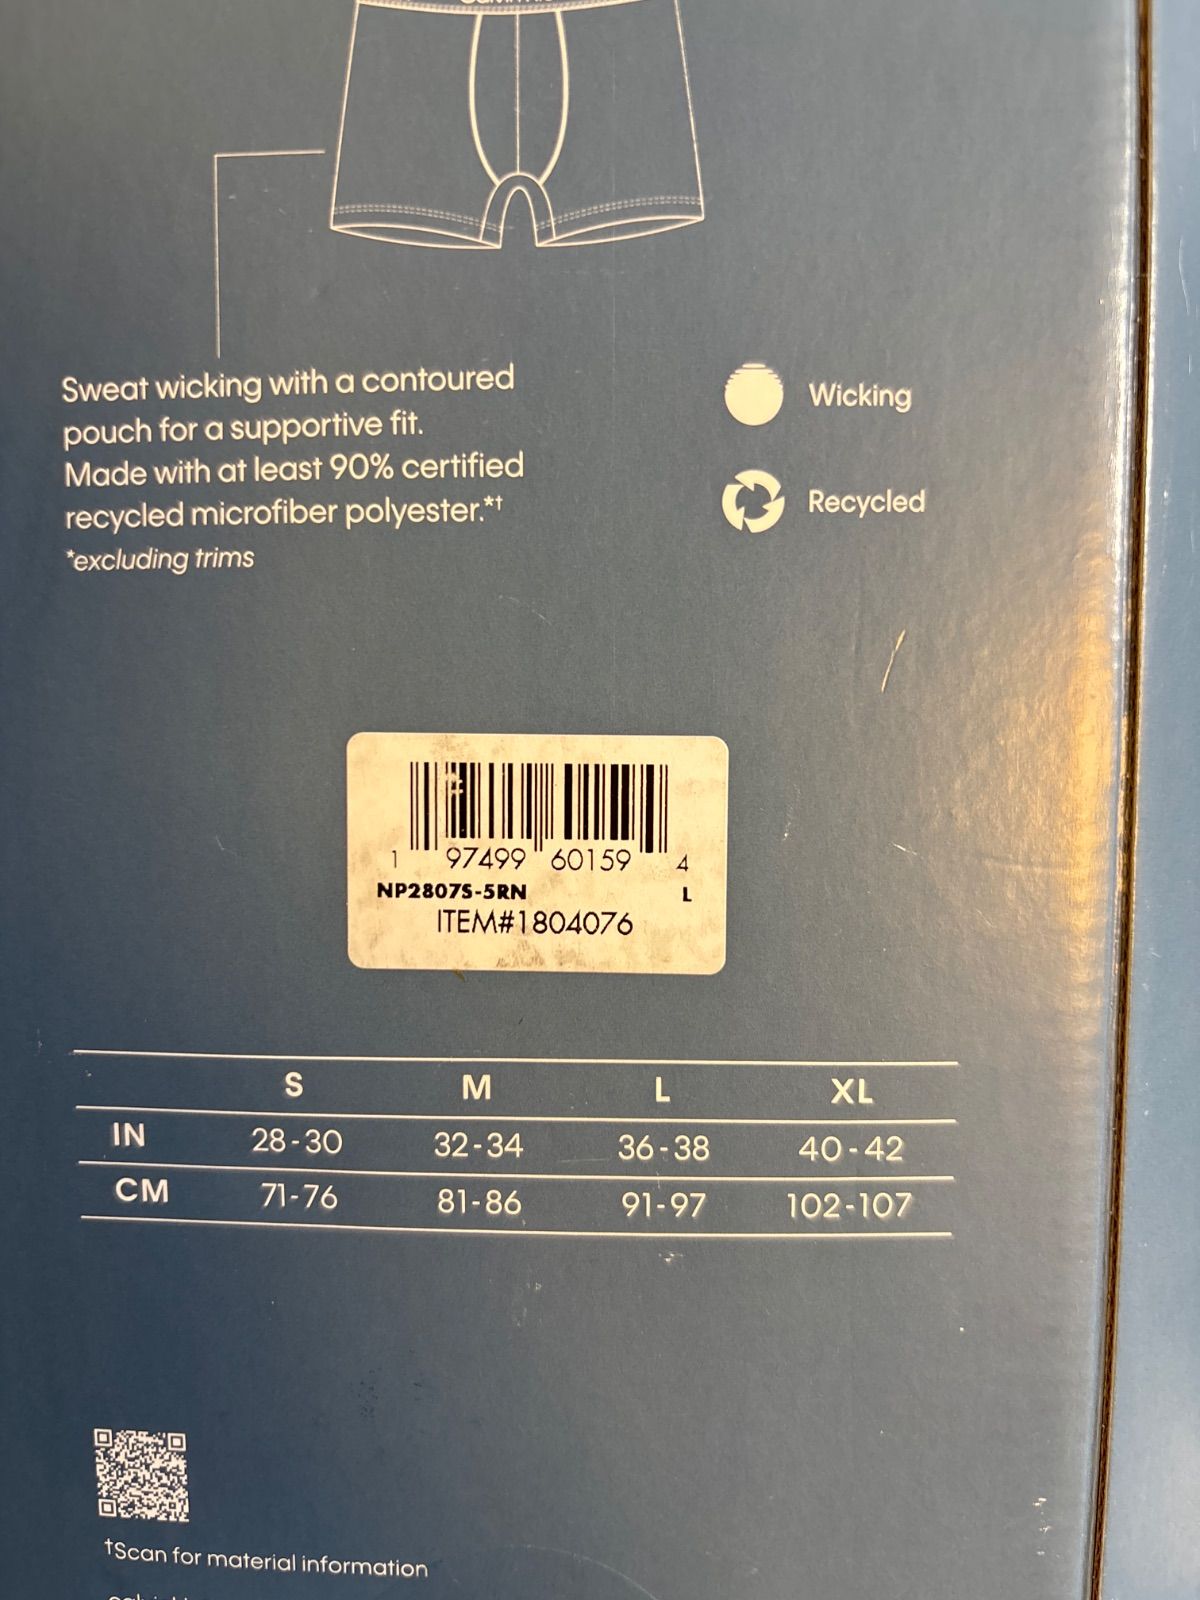 Sweat wicking with a contoured
pouch for a supportive fit.
Made with at least 90% certified
recycled microfiber polyester.*†
*excluding trims
Wicking
Recycled
1 97499 60159 4
NP2807S-5RN L
ITEM#1804076
S M L XL
IN 28-30 32-34 36-38 40-42
CM 71-76 81-86 91-97 102-107
†Scan for material information